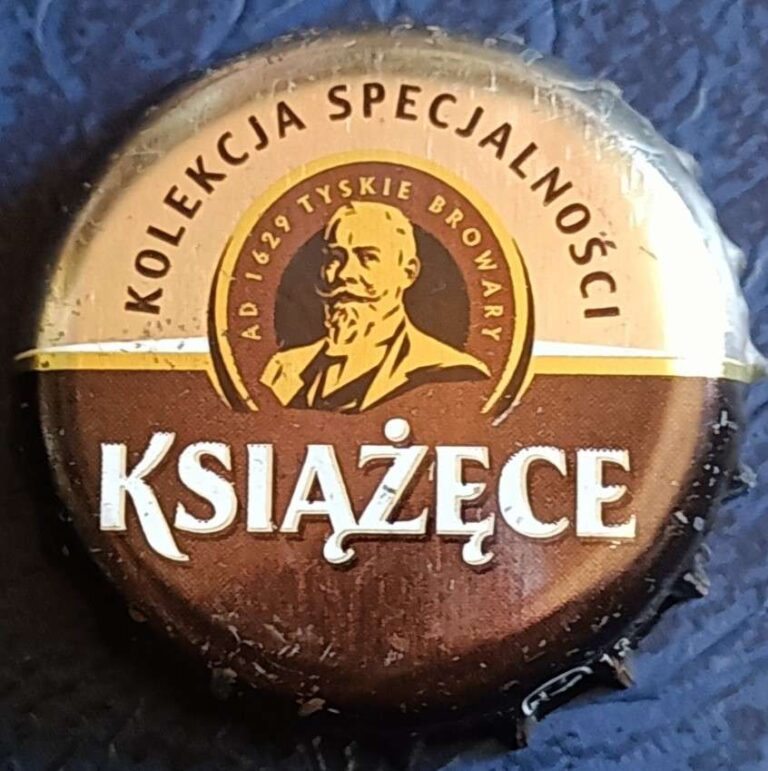 KOLEKCJA SPECJALNOŚCI
AD 1629 TYSKIE BROWARY
KSIĄŻĘCE